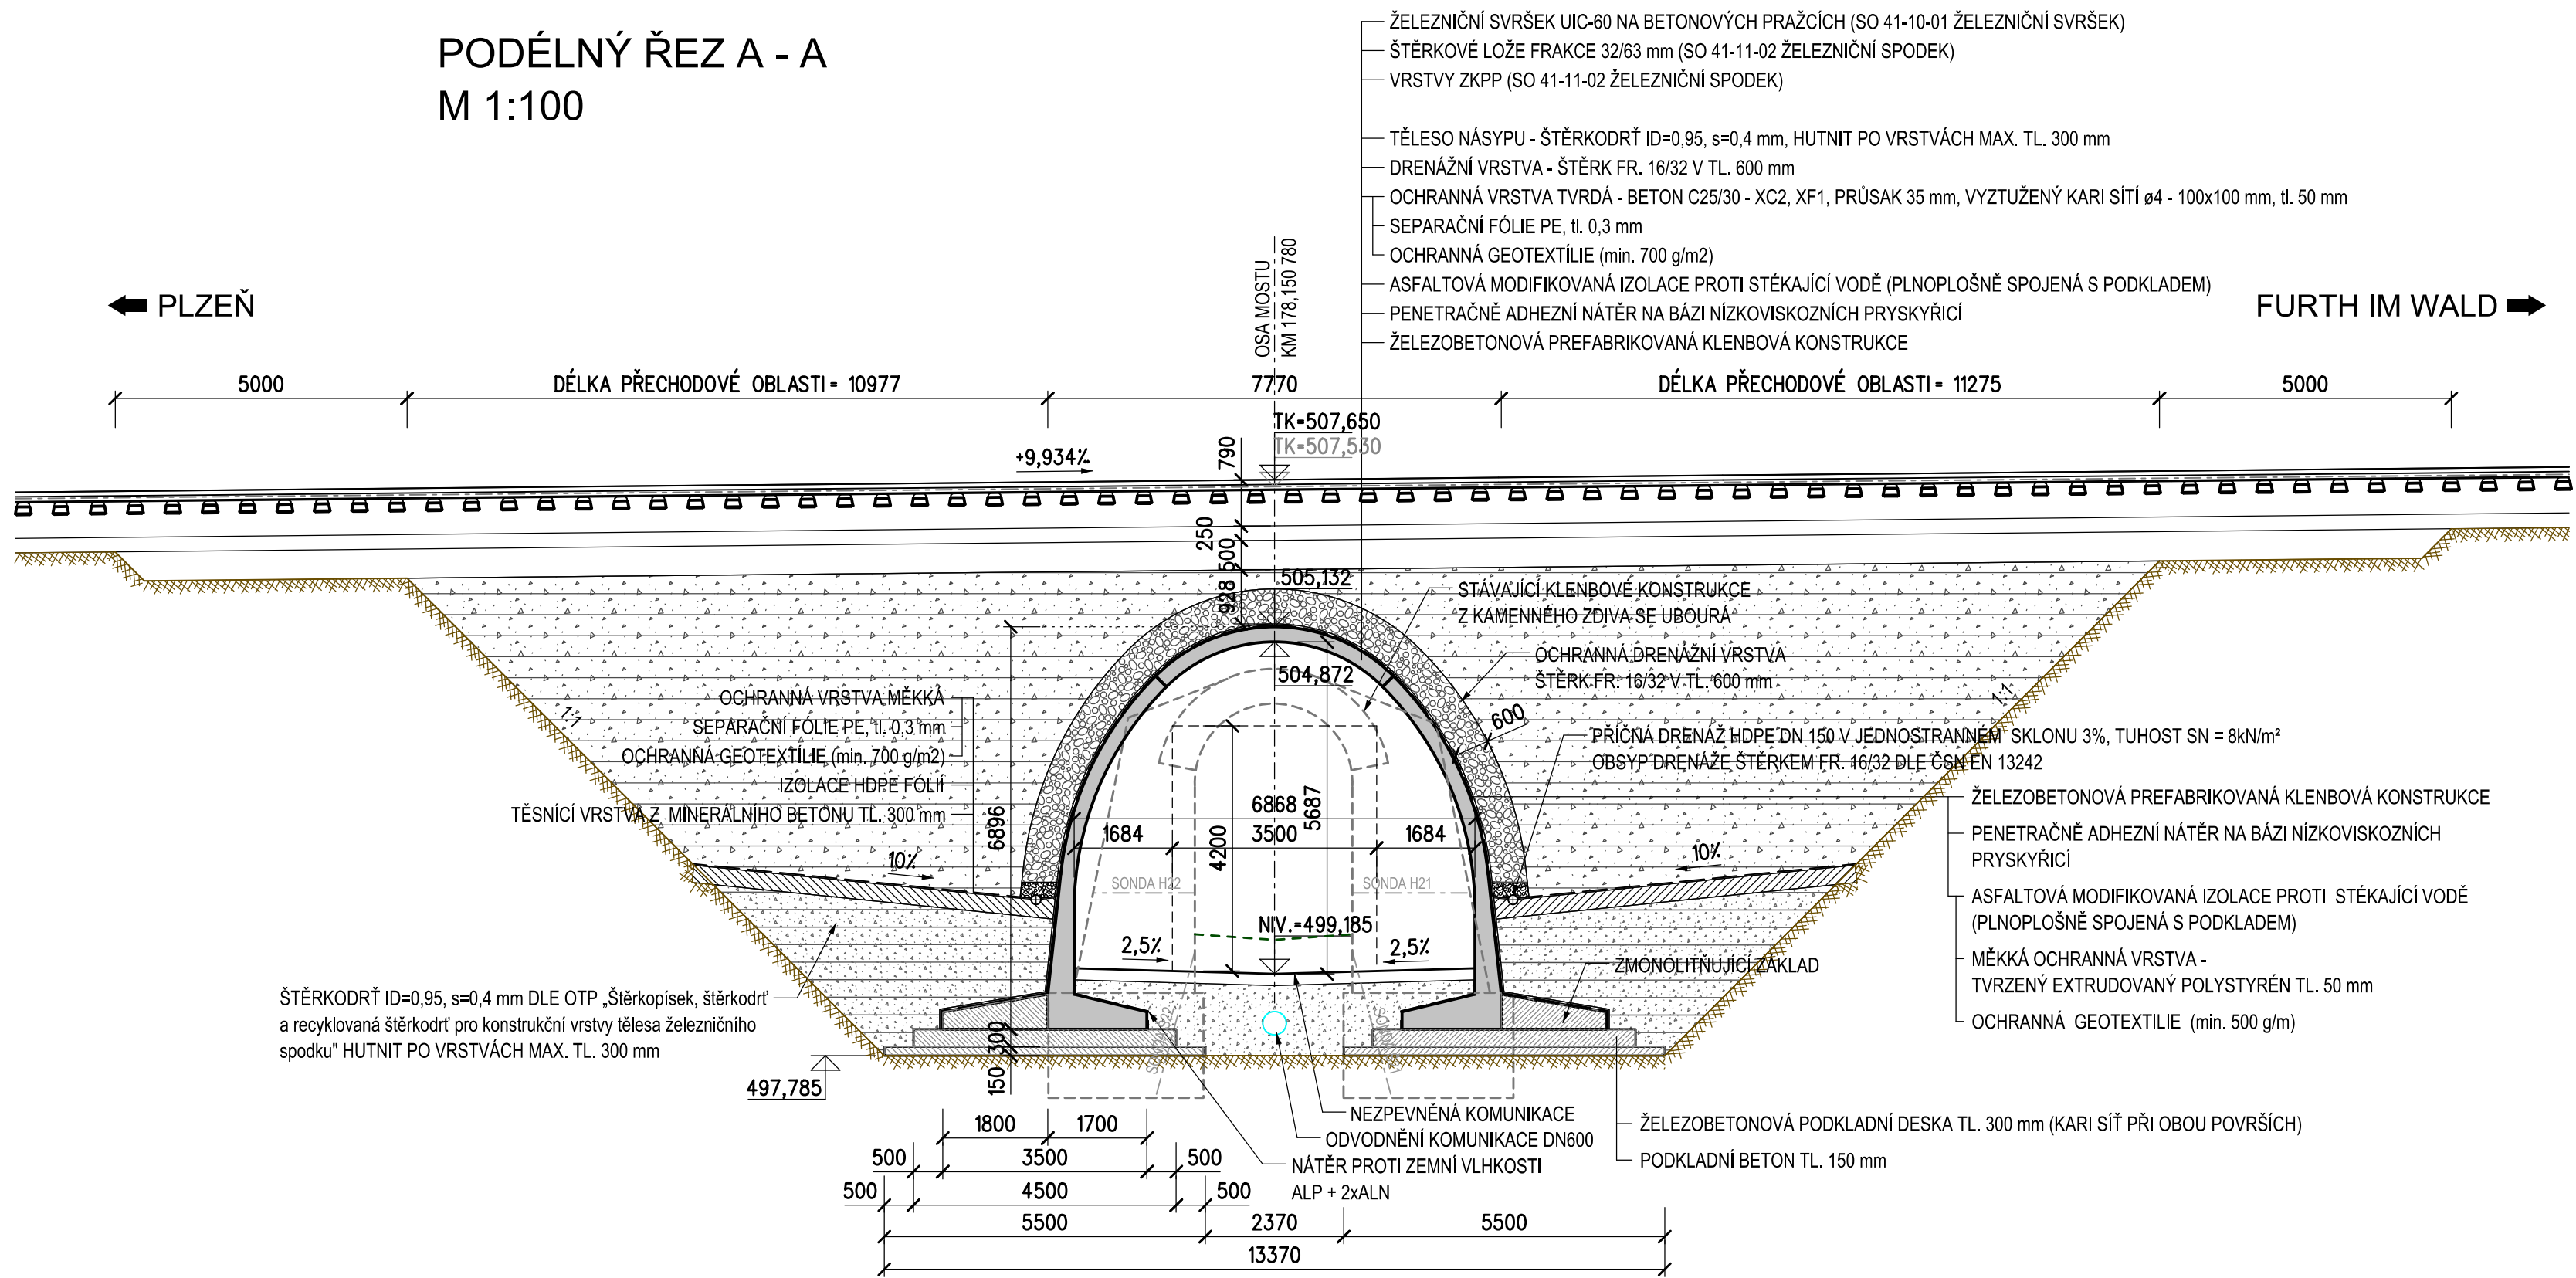 PODÉLNÝ ŘEZ A - A
M 1:100
ŽELEZNIČNÍ SVRŠEK UIC-60 NA BETONOVÝCH PRAŽCÍCH (SO 41-10-01 ŽELEZNIČNÍ SVRŠEK)
ŠTĚRKOVÉ LOŽE FRAKCE 32/63 mm (SO 41-11-02 ŽELEZNIČNÍ SPODEK)
VRSTVY ZKPP (SO 41-11-02 ŽELEZNIČNÍ SPODEK)
TĚLESO NÁSYPU - ŠTĚRKODRŤ ID=0,95, s=0,4 mm, HUTNIT PO VRSTVÁCH MAX. TL. 300 mm
DRENÁŽNÍ VRSTVA - ŠTĚRK FR. 16/32 V TL. 600 mm
OCHRANNÁ VRSTVA TVRDÁ - BETON C25/30 - XC2, XF1, PRŮSAK 35 mm, VYZTUŽENÝ KARI SÍTÍ ø4 - 100x100 mm, tl. 50 mm
SEPARAČNÍ FÓLIE PE, tl. 0,3 mm
OCHRANNÁ GEOTEXTÍLIE (min. 700 g/m2)
ASFALTOVÁ MODIFIKOVANÁ IZOLACE PROTI STÉKAJÍCÍ VODĚ (PLNOPLOŠNĚ SPOJENÁ S PODKLADEM)
PENETRAČNĚ ADHEZNÍ NÁTĚR NA BÁZI NÍZKOVISKOZNÍCH PRYSKYŘICÍ
ŽELEZOBETONOVÁ PREFABRIKOVANÁ KLENBOVÁ KONSTRUKCE
OSA MOSTU
KM 178,150 780
PLZEŇ
FURTH IM WALD
5000
DÉLKA PŘECHODOVÉ OBLASTI= 10977
7770
DÉLKA PŘECHODOVÉ OBLASTI= 11275
5000
TK=507,650
TK=507,530
+9,934‰
790
250
500
928
505,132
504,872
STÁVAJÍCÍ KLENBOVÉ KONSTRUKCE
Z KAMENNÉHO ZDIVA SE UBOURÁ
OCHRANNÁ DRENÁŽNÍ VRSTVA
ŠTĚRK FR. 16/32 V TL. 600 mm
600
1:1
1:1
PŘÍČNÁ DRENÁŽ HDPE DN 150 V JEDNOSTRANNÉM SKLONU 3%, TUHOST SN = 8kN/m²
OBSYP DRENÁŽE ŠTĚRKEM FR. 16/32 DLE ČSN EN 13242
OCHRANNÁ VRSTVA MĚKKÁ
SEPARAČNÍ FÓLIE PE, tl. 0,3 mm
OCHRANNÁ GEOTEXTÍLIE (min. 700 g/m2)
IZOLACE HDPE FÓLIÍ
TĚSNÍCÍ VRSTVA Z MINERÁLNÍHO BETONU TL. 300 mm
6896
6868
5687
1684
3500
1684
4200
10%
10%
SONDA H22
SONDA H21
NIV.=499,185
2,5%
2,5%
ZMONOLITŇUJÍCÍ ZÁKLAD
ŽELEZOBETONOVÁ PREFABRIKOVANÁ KLENBOVÁ KONSTRUKCE
PENETRAČNĚ ADHEZNÍ NÁTĚR NA BÁZI NÍZKOVISKOZNÍCH
PRYSKYŘICÍ
ASFALTOVÁ MODIFIKOVANÁ IZOLACE PROTI STÉKAJÍCÍ VODĚ
(PLNOPLOŠNĚ SPOJENÁ S PODKLADEM)
MĚKKÁ OCHRANNÁ VRSTVA -
TVRZENÝ EXTRUDOVANÝ POLYSTYRÉN TL. 50 mm
OCHRANNÁ GEOTEXTILIE (min. 500 g/m)
ŠTĚRKODRŤ ID=0,95, s=0,4 mm DLE OTP „Štěrkopísek, štěrkodrť
a recyklovaná štěrkodrť pro konstrukční vrstvy tělesa železničního
spodku" HUTNIT PO VRSTVÁCH MAX. TL. 300 mm
300
150
497,785
NEZPEVNĚNÁ KOMUNIKACE
ODVODNĚNÍ KOMUNIKACE DN600
NÁTĚR PROTI ZEMNÍ VLHKOSTI
ALP + 2xALN
ŽELEZOBETONOVÁ PODKLADNÍ DESKA TL. 300 mm (KARI SÍŤ PŘI OBOU POVRŠÍCH)
PODKLADNÍ BETON TL. 150 mm
1800
1700
500
3500
500
500
4500
500
5500
2370
5500
13370